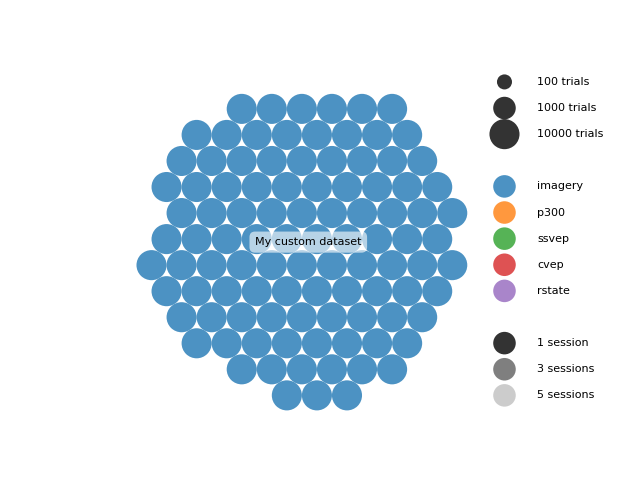 100 trials
1000 trials
10000 trials
imagery
p300
My custom dataset
ssvep
cvep
rstate
1 session
3 sessions
5 sessions